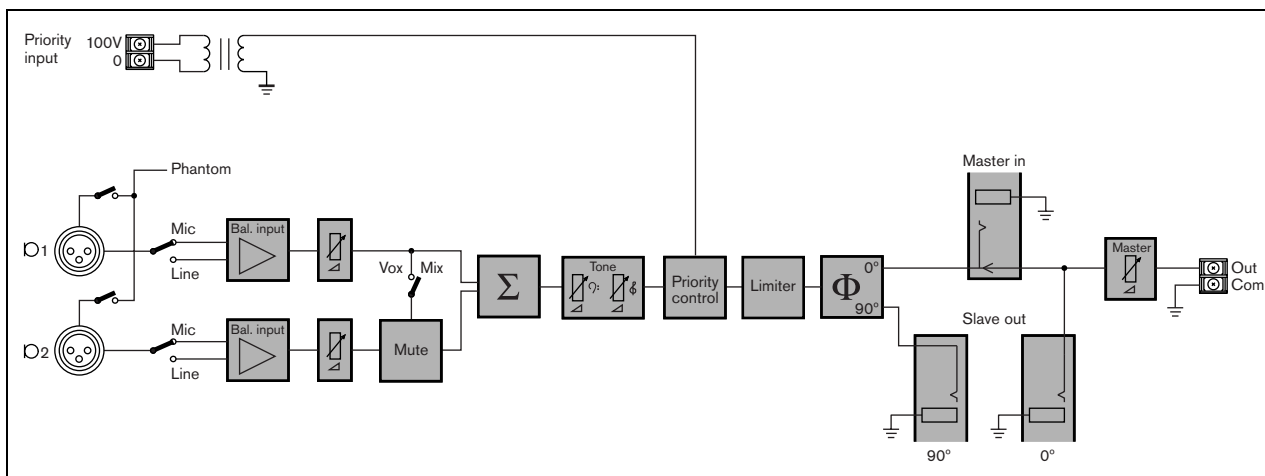 Priority
input
100V
0
Phantom
1
Mic
Line
Bal. input
Vox
Mix
Σ
Tone
Priority
control
Limiter
Φ
0°
90°
Master in
Master
Out
Com
2
Mic
Line
Bal. input
Mute
Slave out
90°
0°